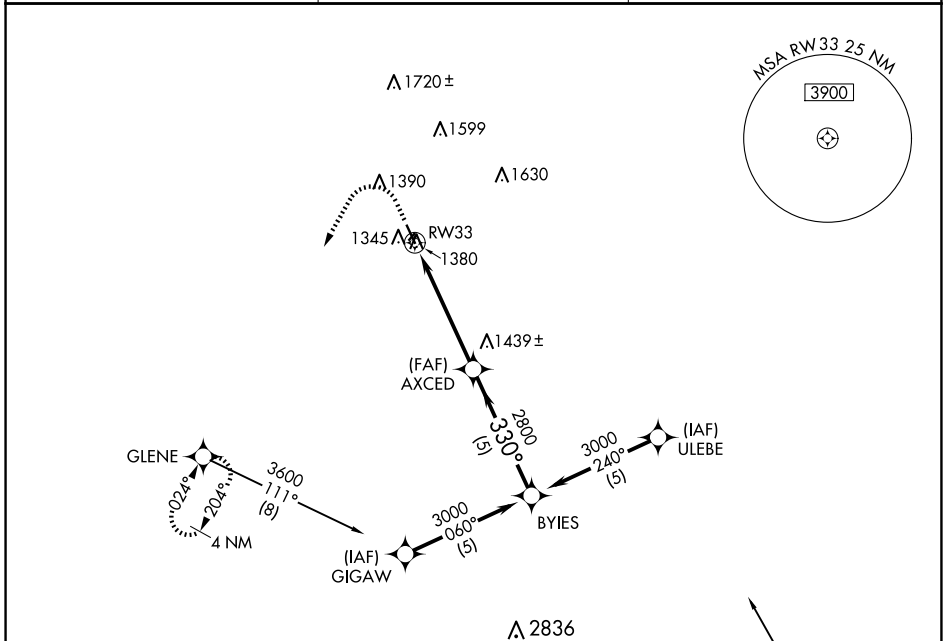 MSA RW33 25 NM
3900
1720 ±
1599
1630
1390
RW33
1345
1380
1439 ±
(FAF)
AXCED
2800
330°
(5)
(IAF)
ULEBE
3000
240°
(5)
GLENE
3600
111°
(8)
024°
204°
4 NM
BYIES
3000
060°
(5)
(IAF)
GIGAW
2836